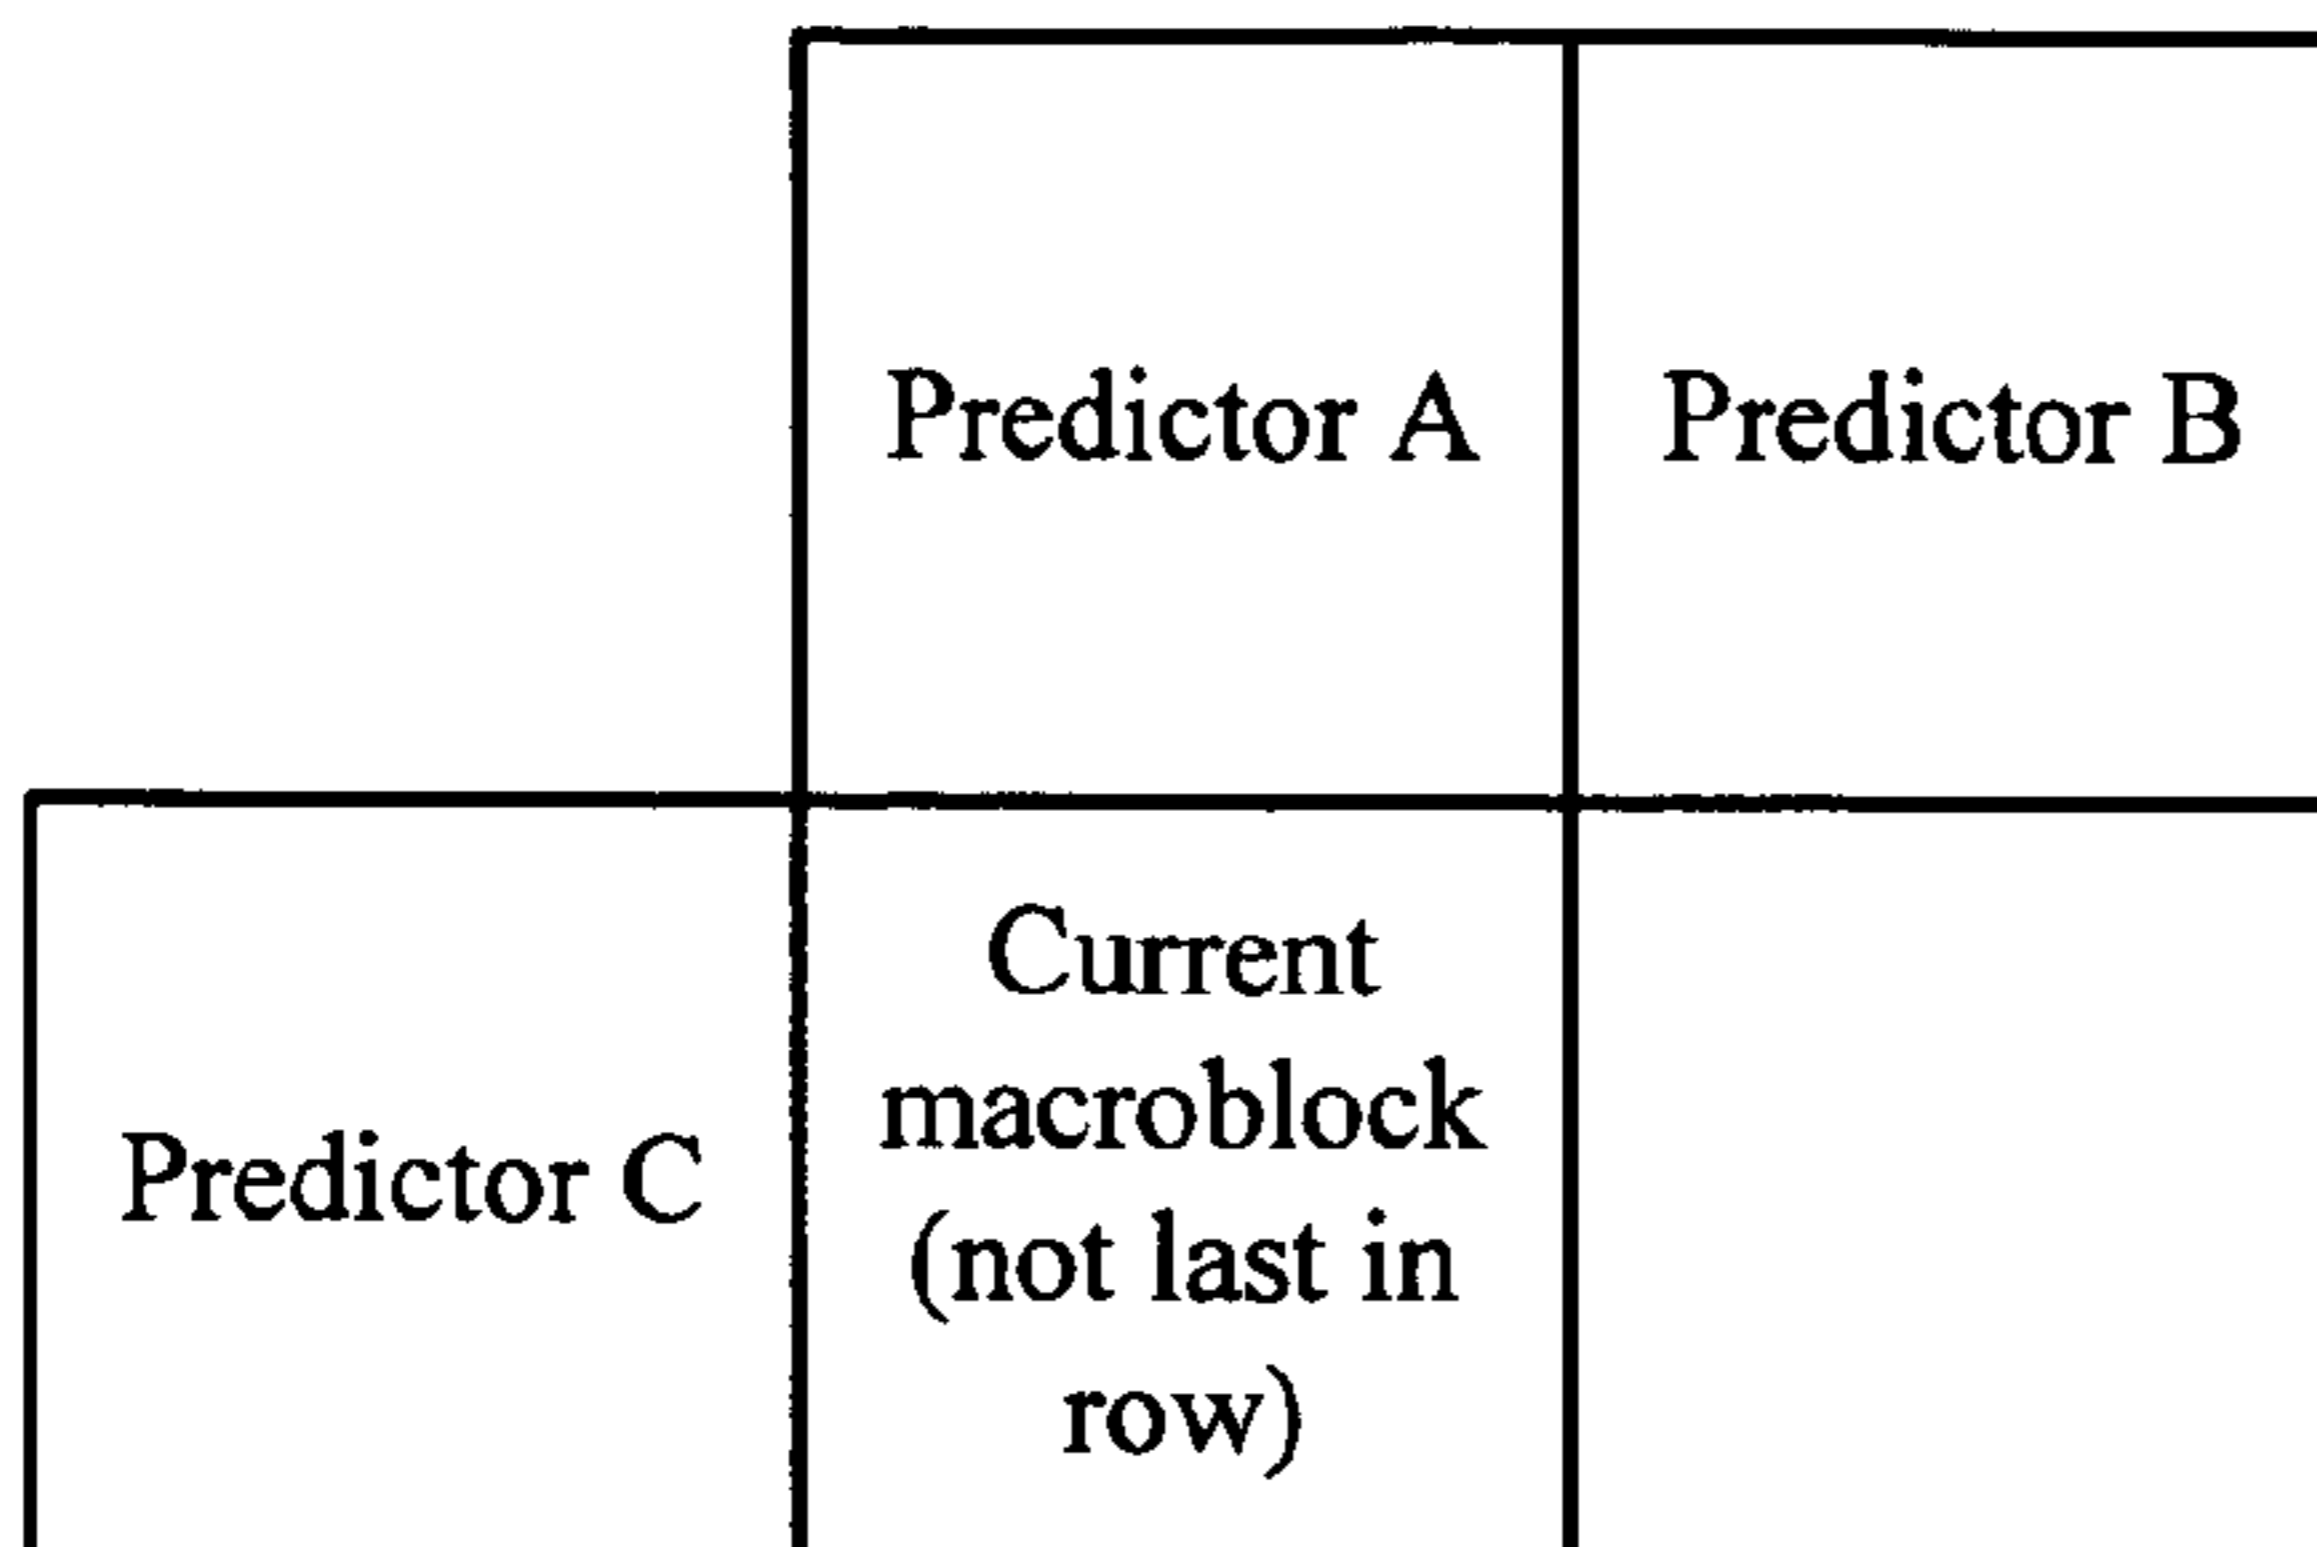 Predictor A
Predictor B
Predictor C
Current
macroblock
(not last in
row)